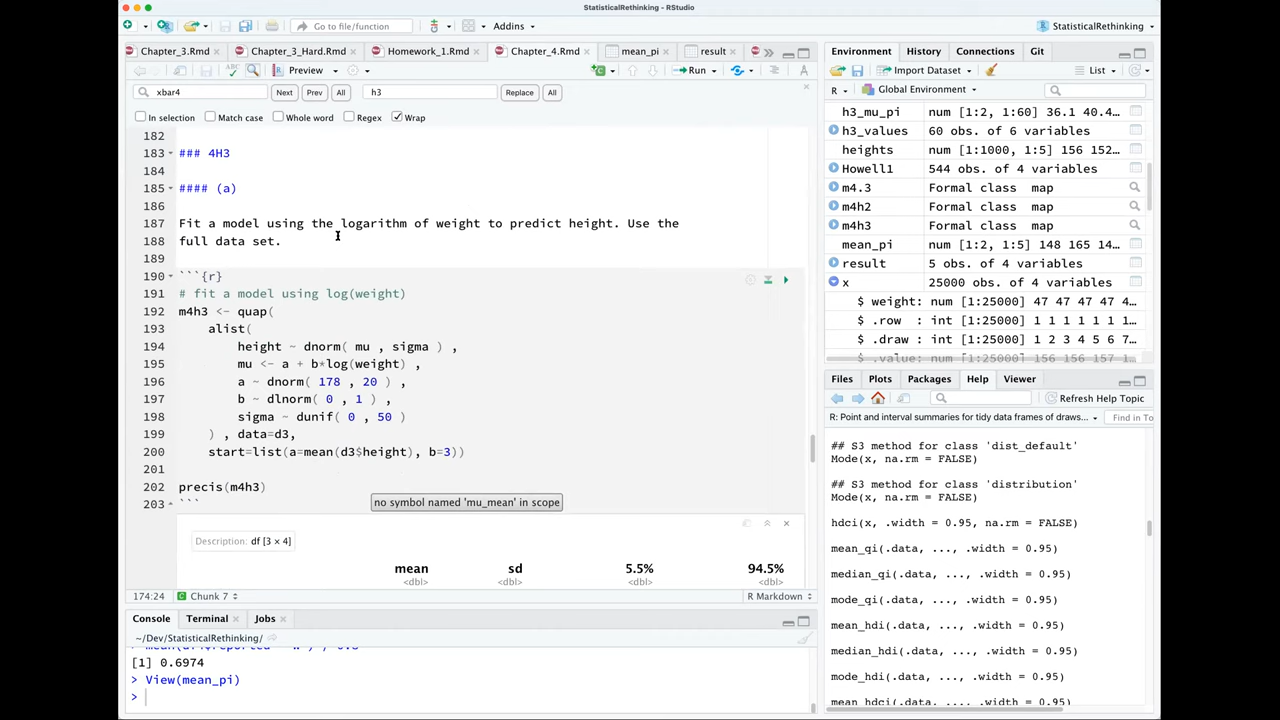 StatisticalRethinking - RStudio
Go to file/function
Addins
StatisticalRethinking
Chapter_3.Rmd
Chapter_3_Hard.Rmd
Homework_1.Rmd
Chapter_4.Rmd
mean_pi
result
Preview
Run
xbar4
Next
Prev
All
h3
Replace
All
In selection
Match case
Whole word
Regex
Wrap
182
183 ### 4H3
184
185 #### (a)
186
187 Fit a model using the logarithm of weight to predict height. Use the
188 full data set.
189
190 ```{r}
191 # fit a model using log(weight)
192 m4h3 <- quap(
193 alist(
194 height ~ dnorm( mu , sigma ) ,
195 mu <- a + b*log(weight) ,
196 a ~ dnorm( 178 , 20 ) ,
197 b ~ dlnorm( 0 , 1 ) ,
198 sigma ~ dunif( 0 , 50 )
199 ) , data=d3,
200 start=list(a=mean(d3$height), b=3))
201
202 precis(m4h3)
203 ```
no symbol named 'mu_mean' in scope
Description: df [3 × 4]
mean sd 5.5% 94.5%
<dbl> <dbl> <dbl> <dbl>
174:24 Chunk 7 R Markdown
Console Terminal Jobs
~/Dev/StatisticalRethinking/
[1] 0.6974
> View(mean_pi)
>
Environment History Connections Git
Import Dataset List
R Global Environment
h3_mu_pi num [1:2, 1:60] 36.1 40.4…
h3_values 60 obs. of 6 variables
heights num [1:1000, 1:5] 156 152…
Howell1 544 obs. of 4 variables
m4.3 Formal class map
m4h2 Formal class map
m4h3 Formal class map
mean_pi num [1:2, 1:5] 148 165 14…
result 5 obs. of 4 variables
x 25000 obs. of 4 variables
$ weight: num [1:25000] 47 47 47 47 4…
$ .row : int [1:25000] 1 1 1 1 1 1…
$ .draw : int [1:25000] 1 2 3 4 5 6 7…
$ .value: num [1:25000] 156 156 157 1…
Files Plots Packages Help Viewer
Refresh Help Topic
R: Point and interval summaries for tidy data frames of draws...
Find in To
## S3 method for class 'dist_default'
Mode(x, na.rm = FALSE)
## S3 method for class 'distribution'
Mode(x, na.rm = FALSE)
hdci(x, .width = 0.95, na.rm = FALSE)
mean_qi(.data, ..., .width = 0.95)
median_qi(.data, ..., .width = 0.95)
mode_qi(.data, ..., .width = 0.95)
mean_hdi(.data, ..., .width = 0.95)
median_hdi(.data, ..., .width = 0.95)
mode_hdi(.data, ..., .width = 0.95)
mean_hdci(.data, ..., .width = 0.95)